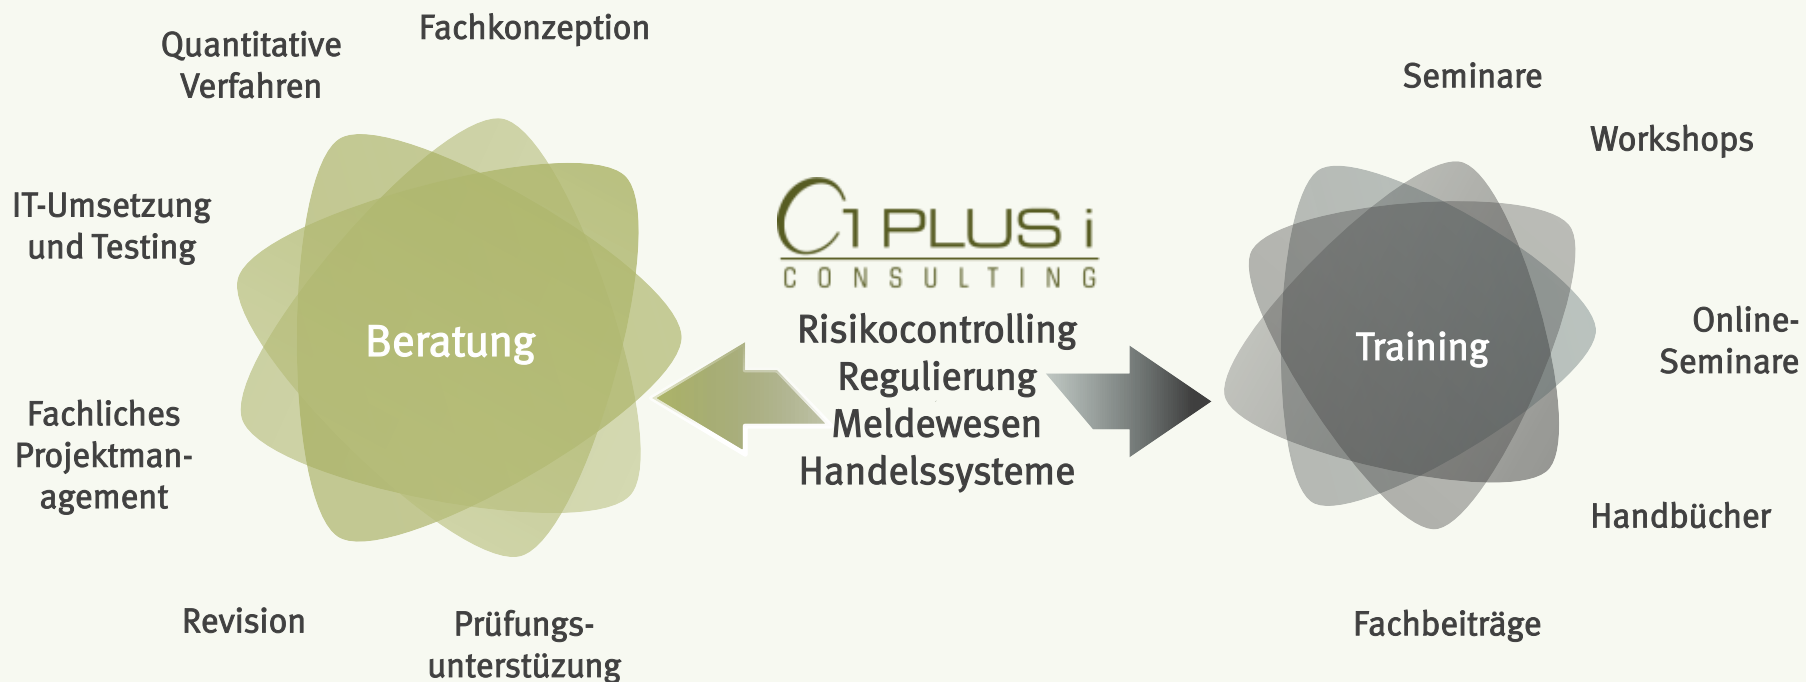 Fachkonzeption
Quantitative
Verfahren
IT-Umsetzung
und Testing
Fachliches
Projektman-
agement
Revision
Prüfungs-
unterstüzung
Beratung
1 PLUS i
CONSULTING
Risikocontrolling
Regulierung
Meldewesen
Handelssysteme
Training
Seminare
Workshops
Online-
Seminare
Handbücher
Fachbeiträge